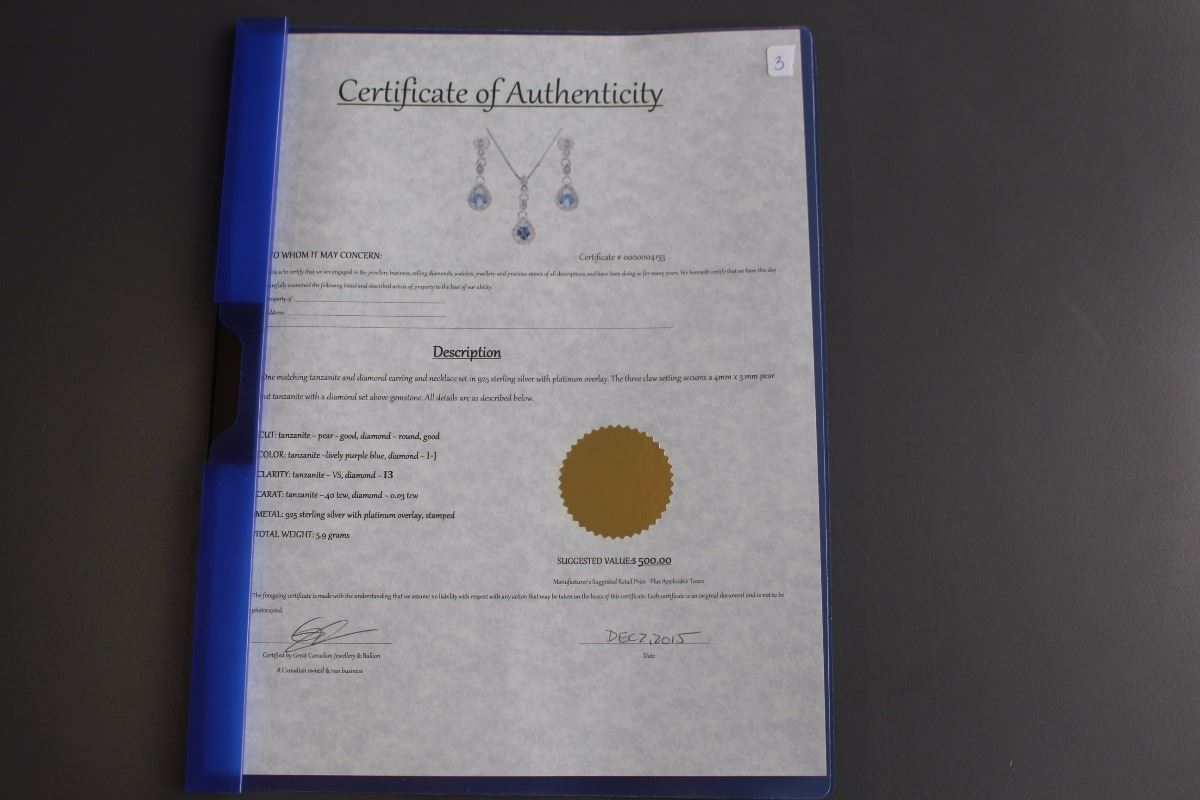 3
Certificate of Authenticity
O WHOM IT MAY CONCERN:
Certificate # 0000004153
his is to certify that we are engaged in the jewellery business, selling diamonds, watches, jewellery and precious stones of all descriptions and have been doing so for many years. We herewith certify that we have this day
refully examined the following listed and described article of property to the best of our ability.
operty of
ddress
Description
One matching tanzanite and diamond earring and necklace set in 925 sterling silver with platinum overlay. The three claw setting secures a 4mm x 3 mm pear
ut tanzanite with a diamond set above gemstone. All details are as described below.
CUT: tanzanite ~ pear - good, diamond ~ round, good
COLOR: tanzanite ~lively purple blue, diamond ~ I-J
CLARITY: tanzanite ~ VS, diamond ~ I3
CARAT: tanzanite ~.40 tcw, diamond ~ 0.03 tcw
METAL: 925 sterling silver with platinum overlay, stamped
TOTAL WEIGHT: 5.9 grams
SUGGESTED VALUE:$ 500.00
Manufacturer's Suggested Retail Price Plus Applicable Taxes
The foregoing certificate is made with the understanding that we assume no liability with respect with any action that may be taken on the basis of this certificate. Each certificate is an original document and is not to be
photocopied.
DEC 2, 2015
Certified by Great Canadian Jewellery & Bullion
Date
A Canadian owned & run business